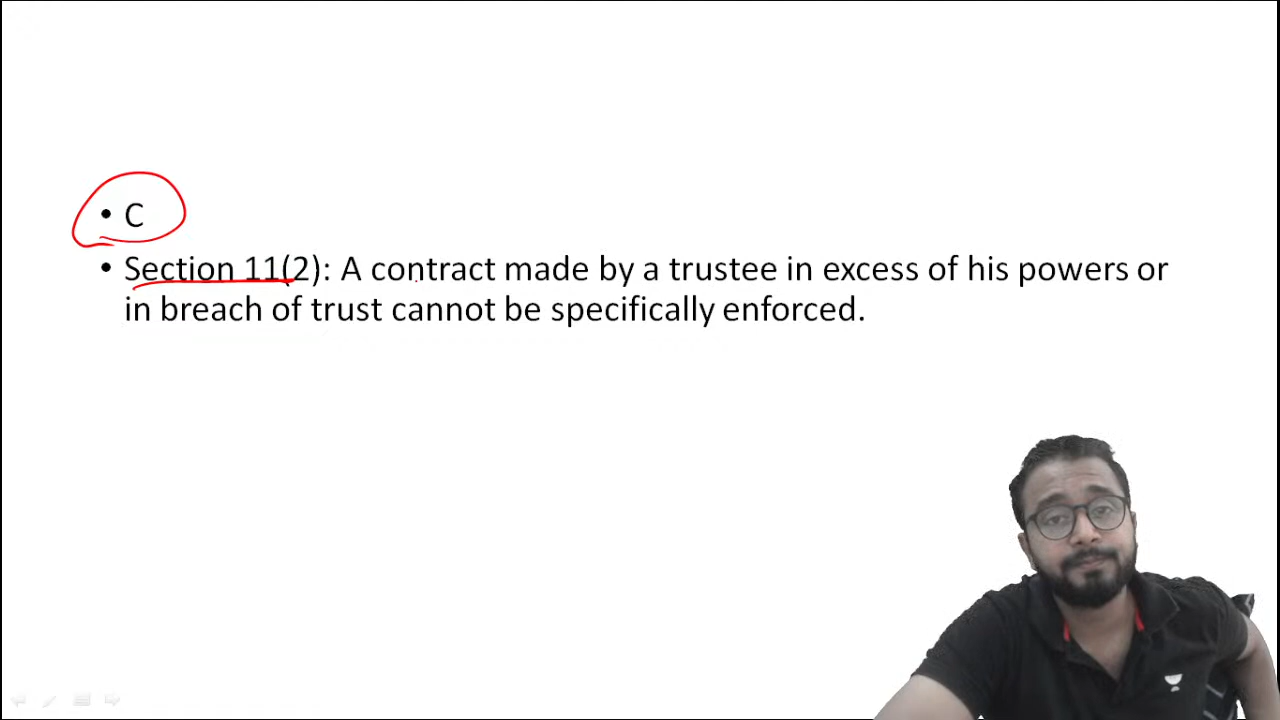 • C
• Section 11(2): A contract made by a trustee in excess of his powers or
in breach of trust cannot be specifically enforced.